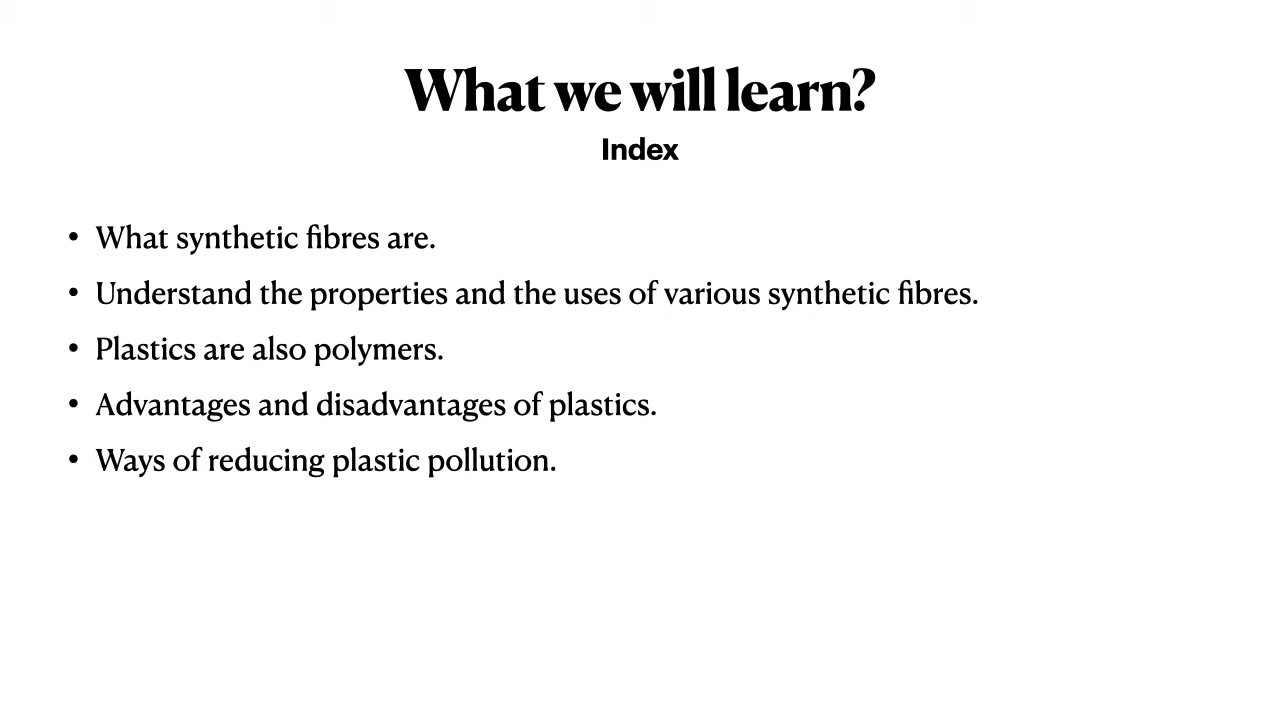 What we will learn?
Index
• What synthetic fibres are.
• Understand the properties and the uses of various synthetic fibres.
• Plastics are also polymers.
• Advantages and disadvantages of plastics.
• Ways of reducing plastic pollution.